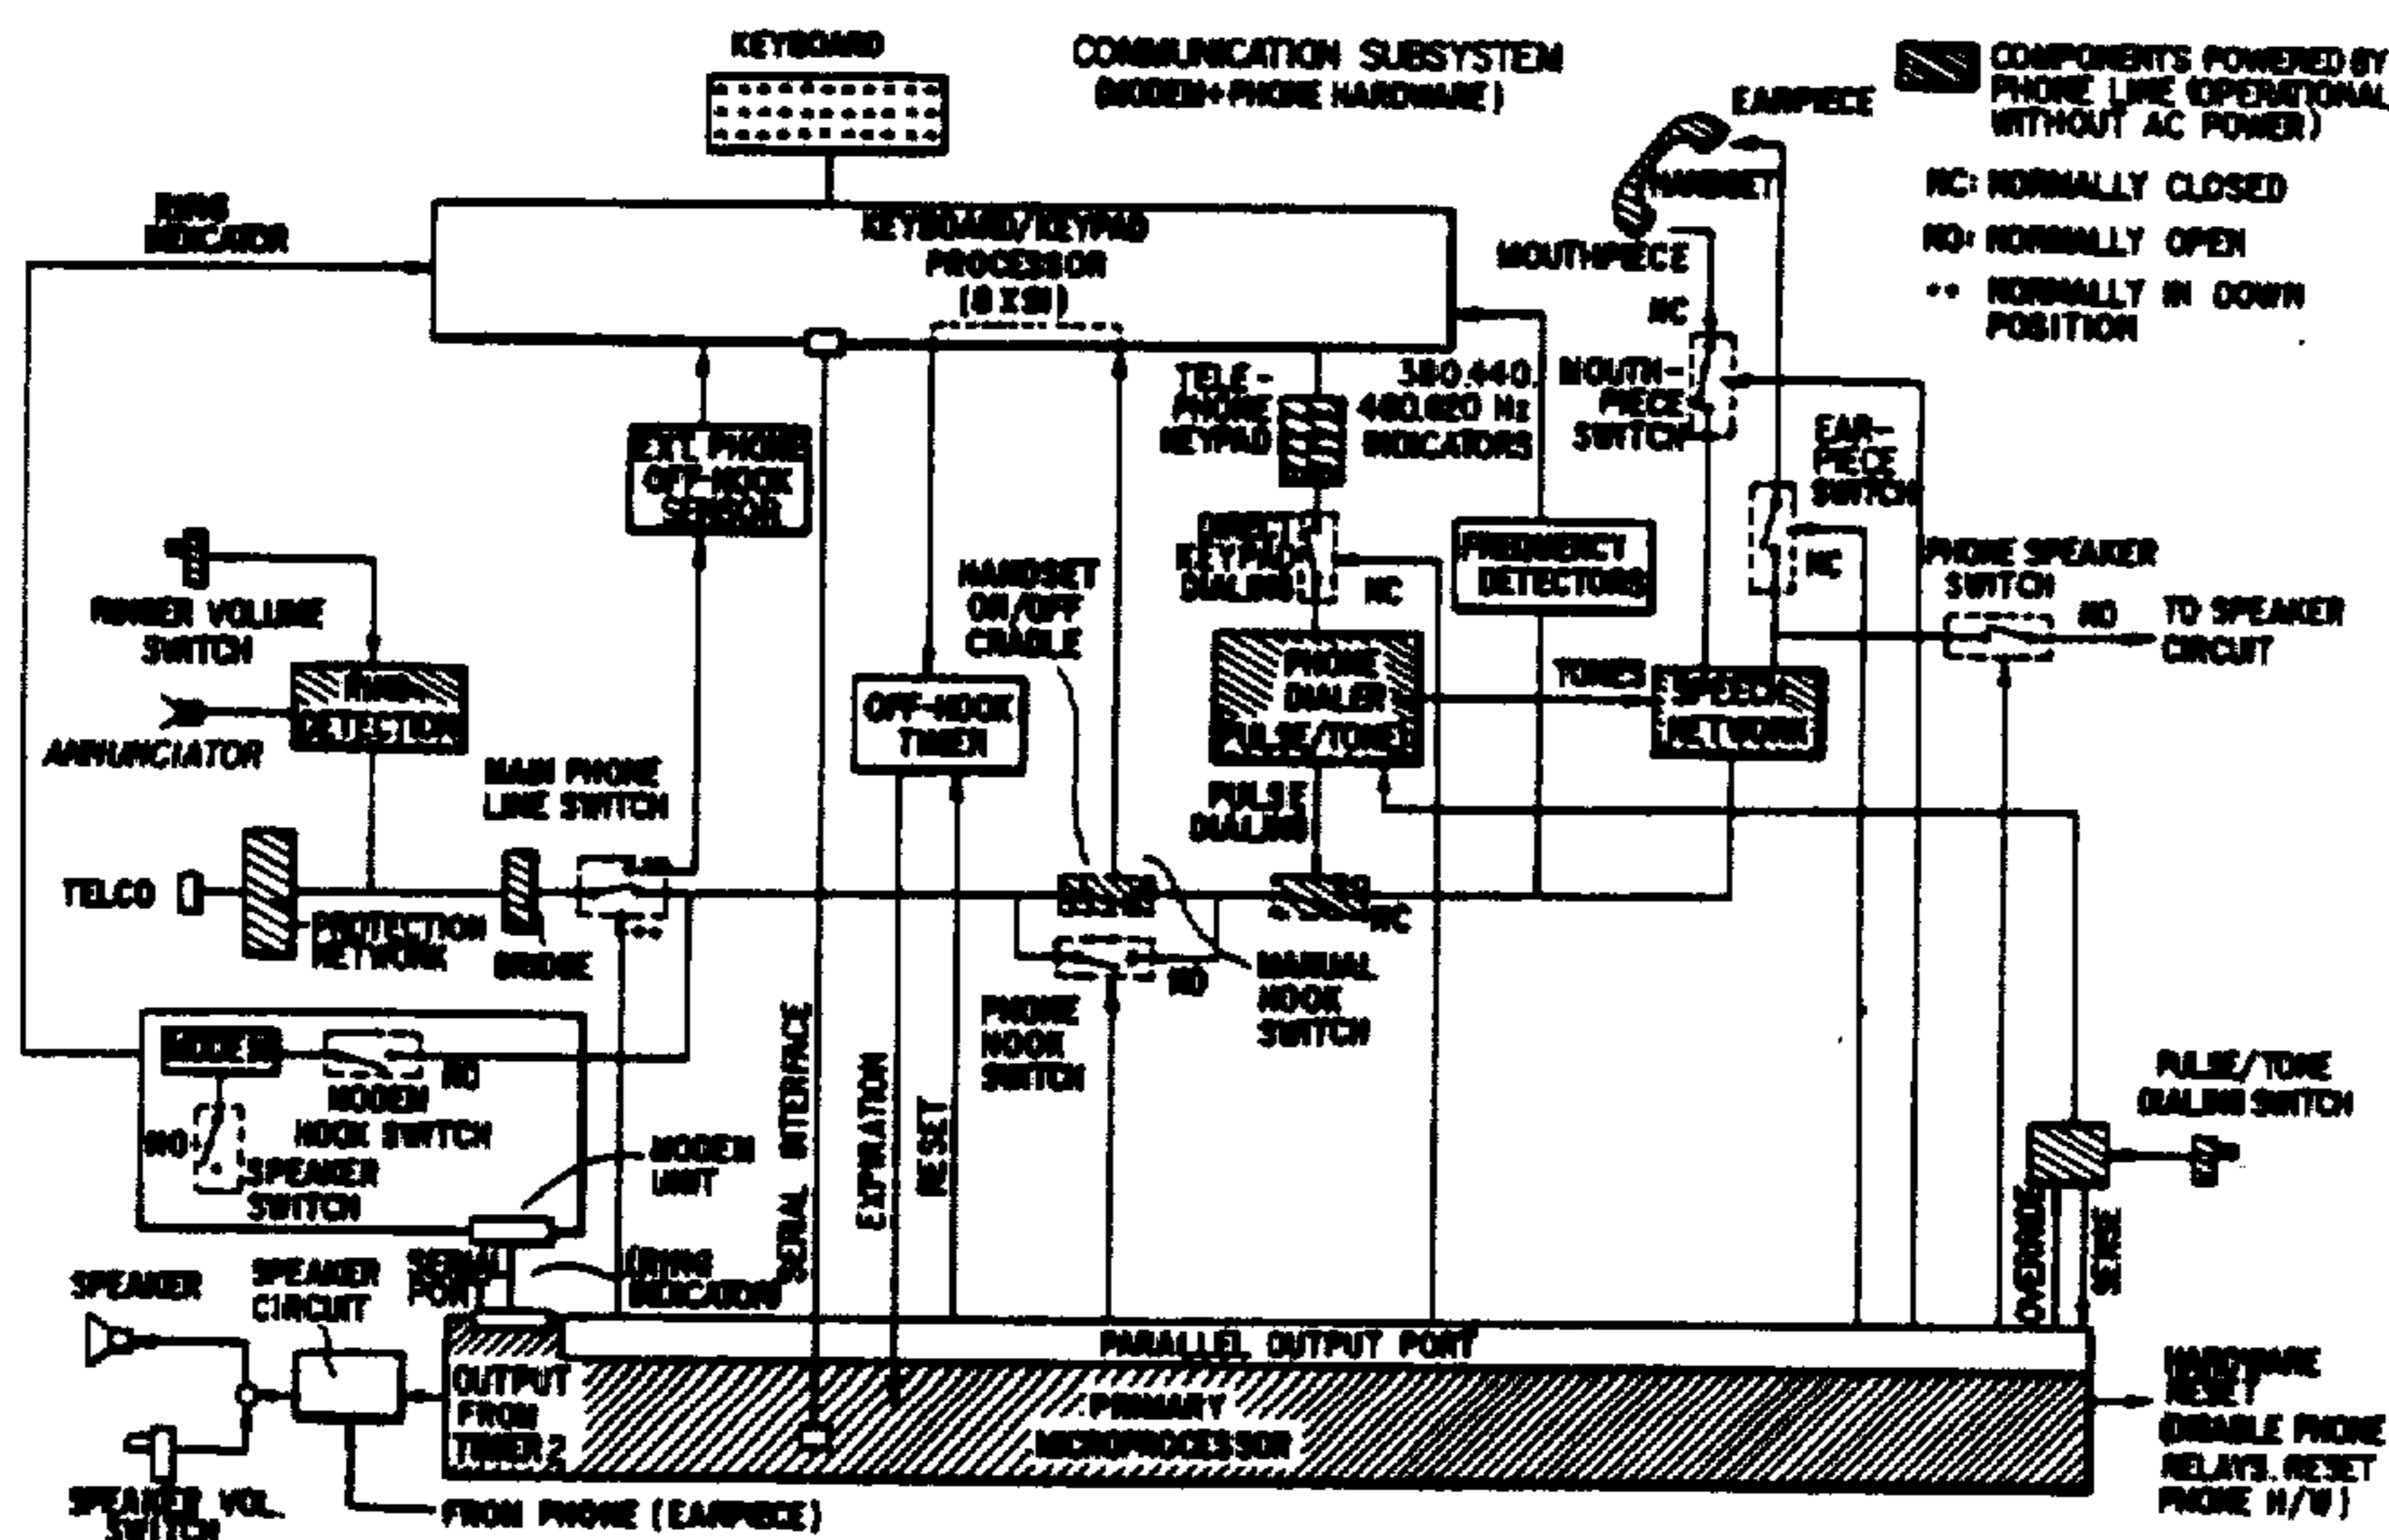 KEYBOARD
COMMUNICATION SUBSYSTEM
(MODEM + PHONE HARDWARE)
COMPONENTS POWERED BY
PHONE LINE (OPERATIONAL
WITHOUT AC POWER)
NC: NORMALLY CLOSED
NO: NORMALLY OPEN
** NORMALLY IN DOWN
POSITION
EARPIECE
HANDSET
MOUTHPIECE
NC
RING
INDICATOR
KEYBOARD/KEYPAD
PROCESSOR
TELE-
PHONE
KEYPAD
INDICATORS
MOUTH-
PIECE
SWITCH
EAR-
PIECE
SWITCH
NC
EXT. PHONE
OFF-HOOK
SENSOR
DIRECT
KEYPAD
DIALING
NC
FREQUENCY
DETECTORS
PHONE SPEAKER
SWITCH
NO
TO SPEAKER
CIRCUIT
RINGER VOLUME
SWITCH
HANDSET
ON/OFF
CRADLE
RING
DETECTION
ANNUNCIATOR
OFF-HOOK
TIMER
PHONE
DIALER
PULSE/TONE
TONES
SPEECH
NETWORK
MAIN PHONE
LINE SWITCH
PULSE
DIALING
TELCO
PROTECTION
NETWORK
BRIDGE
**
NC
NO
MANUAL
HOOK
SWITCH
PHONE
HOOK
SWITCH
MODEM
NO
MODEM
HOOK SWITCH
NO
SPEAKER
SWITCH
MODEM
UNIT
SERIAL INTERFACE
EXPIRATION
RESET
PULSE/TONE
DIALING SWITCH
OVERRIDE
SENSE
SERIAL
PORT
(RING
INDICATOR)
SPEAKER
SPEAKER
CIRCUIT
PARALLEL OUTPUT PORT
OUTPUT
FROM
TIMER 2
PRIMARY
MICROPROCESSOR
HARDWARE
RESET
(DISABLE PHONE
RELAYS. RESET
PHONE H/W)
SPEAKER VOL.
SWITCH
FROM PHONE (EARPIECE)